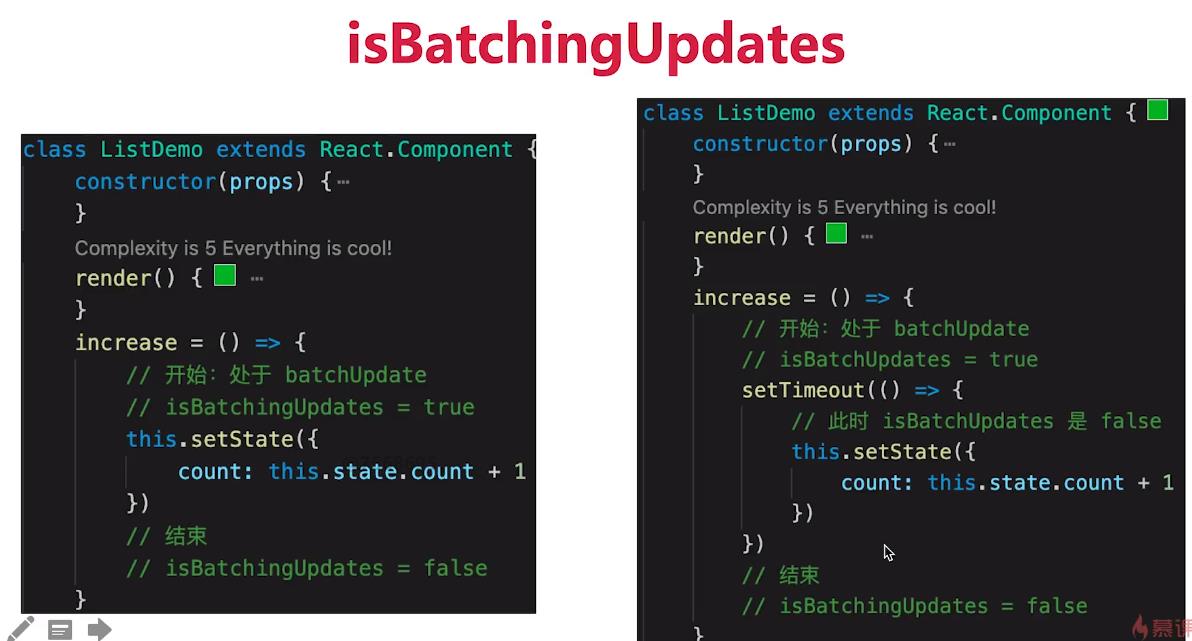 isBatchingUpdates
class ListDemo extends React.Component {
constructor(props) {…
}
Complexity is 5 Everything is cool!
render() { …
}
increase = () => {
// 开始：处于 batchUpdate
// isBatchingUpdates = true
this.setState({
count: this.state.count + 1
})
// 结束
// isBatchingUpdates = false
}
class ListDemo extends React.Component {
constructor(props) {…
}
Complexity is 5 Everything is cool!
render() { …
}
increase = () => {
// 开始：处于 batchUpdate
// isBatchUpdates = true
setTimeout(() => {
// 此时 isBatchUpdates 是 false
this.setState({
count: this.state.count + 1
})
})
// 结束
// isBatchingUpdates = false
}